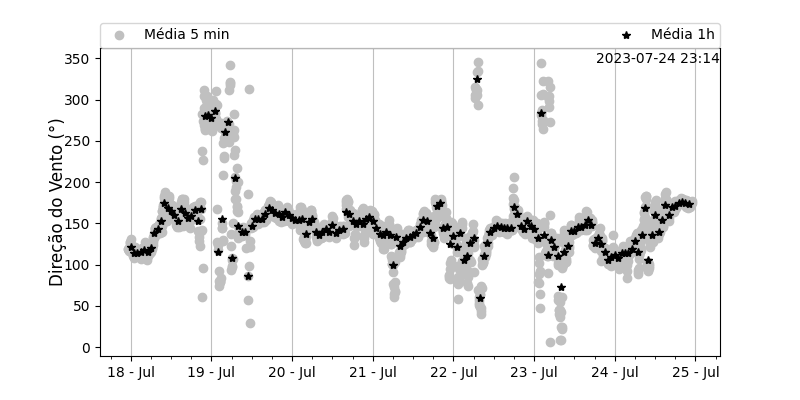 Média 5 min
Média 1h
2023-07-24 23:14
Direção do Vento (°)
350
300
250
200
150
100
50
0
18 - Jul
19 - Jul
20 - Jul
21 - Jul
22 - Jul
23 - Jul
24 - Jul
25 - Jul